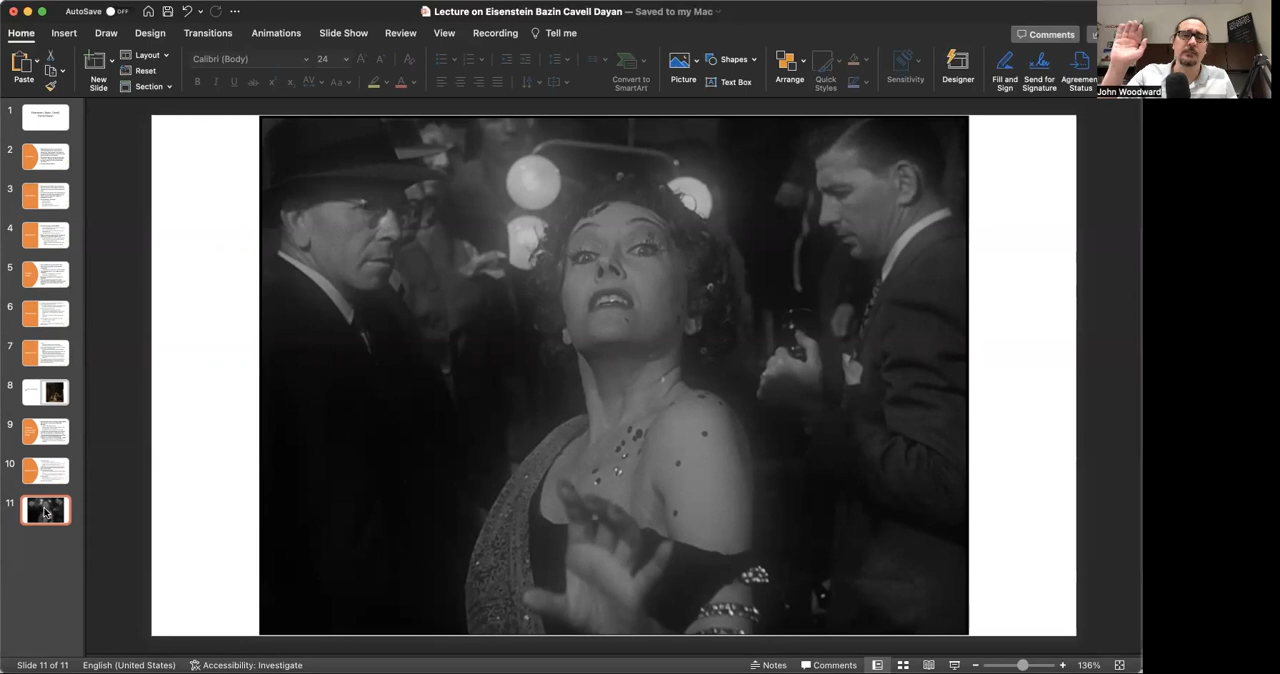 AutoSave OFF
Lecture on Eisenstein Bazin Cavell Dayan — Saved to my Mac
Home Insert Draw Design Transitions Animations Slide Show Review View Recording Tell me Comments
Paste
New Slide
Layout
Reset
Section
Calibri (Body) 24
Convert to SmartArt
Picture
Shapes
Text Box
Arrange
Quick Styles
Sensitivity
Designer
Fill and Sign
Send for Signature
Agreement Status
John Woodward
1
2
3
4
5
6
7
8
9
10
11
Slide 11 of 11 English (United States) Accessibility: Investigate Notes Comments 136%